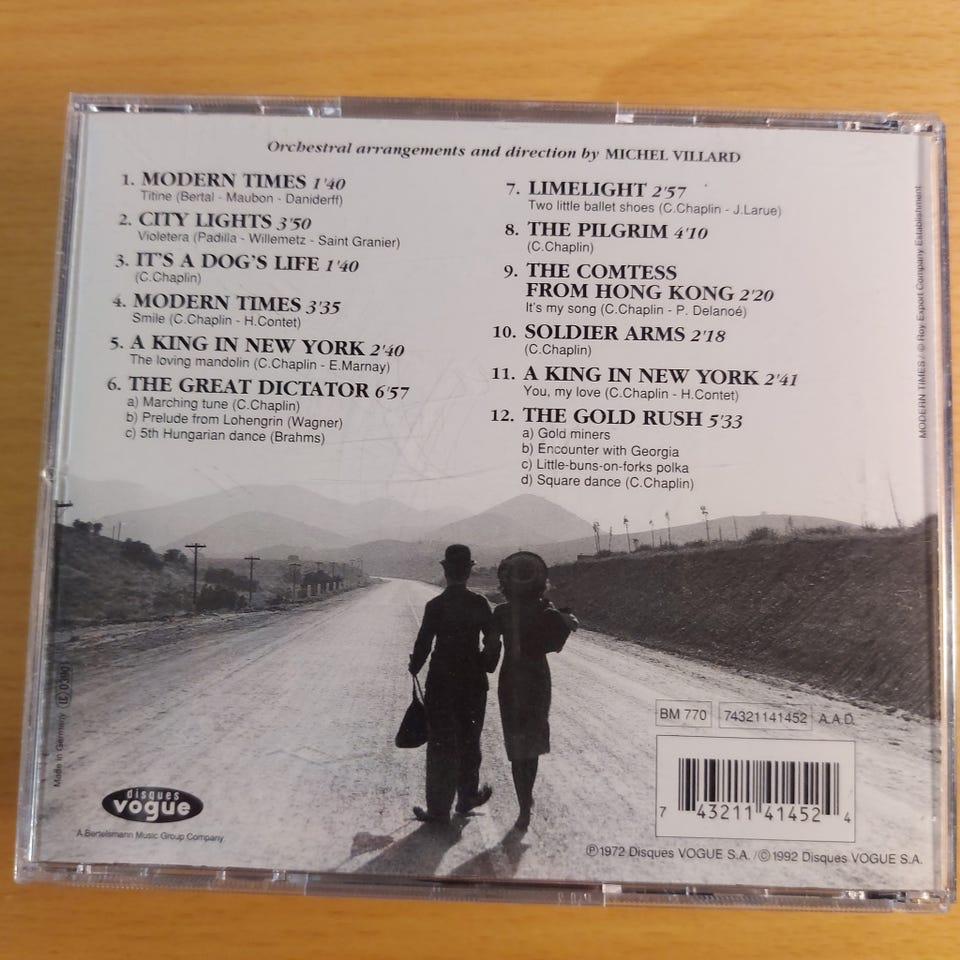 Orchestral arrangements and direction by MICHEL VILLARD
1. MODERN TIMES 1'40
Titine (Bertal - Maubon - Daniderff)
2. CITY LIGHTS 3'50
Violetera (Padilla - Willemetz - Saint Granier)
3. IT'S A DOG'S LIFE 1'40
(C.Chaplin)
4. MODERN TIMES 3'35
Smile (C.Chaplin - H.Contet)
5. A KING IN NEW YORK 2'40
The loving mandolin (C.Chaplin - E.Marnay)
6. THE GREAT DICTATOR 6'57
a) Marching tune (C.Chaplin)
b) Prelude from Lohengrin (Wagner)
c) 5th Hungarian dance (Brahms)
7. LIMELIGHT 2'57
Two little ballet shoes (C.Chaplin - J.Larue)
8. THE PILGRIM 4'10
(C.Chaplin)
9. THE COMTESS
FROM HONG KONG 2'20
It's my song (C.Chaplin - P. Delanoé)
10. SOLDIER ARMS 2'18
(C.Chaplin)
11. A KING IN NEW YORK 2'41
You, my love (C.Chaplin - H.Contet)
12. THE GOLD RUSH 5'33
a) Gold miners
b) Encounter with Georgia
c) Little-buns-on-forks polka
d) Square dance (C.Chaplin)
MODERN TIMES / © Roy Export Company Establishment
Made in Germany
BM 770 74321141452 A.A.D.
7 43211 41452 4
disques
vogue
A Bertelsmann Music Group Company
℗1972 Disques VOGUE S.A. / ©1992 Disques VOGUE S.A.